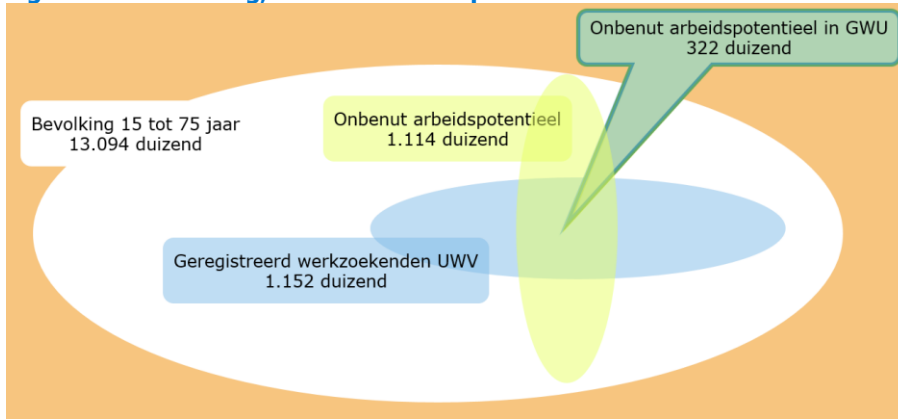 Onbenut arbeidspotentieel in GWU
322 duizend
Bevolking 15 tot 75 jaar
13.094 duizend
Onbenut arbeidspotentieel
1.114 duizend
Geregistreerd werkzoekenden UWV
1.152 duizend